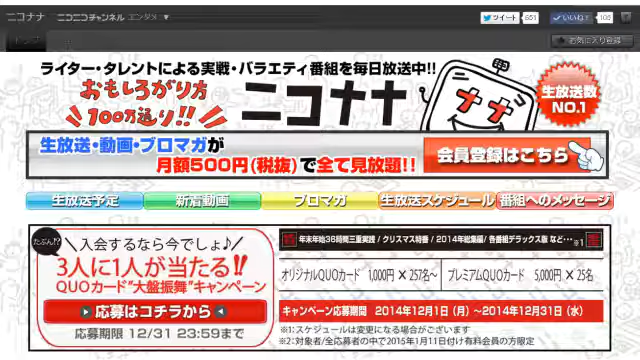 ニコナナ ニコニコチャンネル エンタメ ▼
ツイート 651 いいね! 103 ?
お気に入り登録
ライター・タレントによる実戦・バラエティ番組を毎日放送中!!
おもしろがり方
100万通り!!
ニコナナ
ナナ
生放送数
NO.1
生放送・動画・ブロマガが
月額500円(税抜)で全て見放題!!
会員登録はこちら
生放送予定 新着動画 ブロマガ 生放送スケジュール 番組へのメッセージ
たぶん!?
＼入会するなら今でしょ♪／
3人に1人が当たる!!
QUOカード"大盤振舞"キャンペーン
応募はコチラから
応募期限 12/31 23:59まで
年末年始36時間三重実践 / クリスマス特番 / 2014年総集編 / 各番組デラックス版 など･･･ ※1
オリジナルQUOカード 1,000円 ×257名～ プレミアムQUOカード 5,000円 ×25名
キャンペーン応募期間 2014年12月1日（月）～2014年12月31日（水）
※1:スケジュールは変更になる場合がございます
※2:対象者/全応募者の中で2015年1月11日付け有料会員の方限定